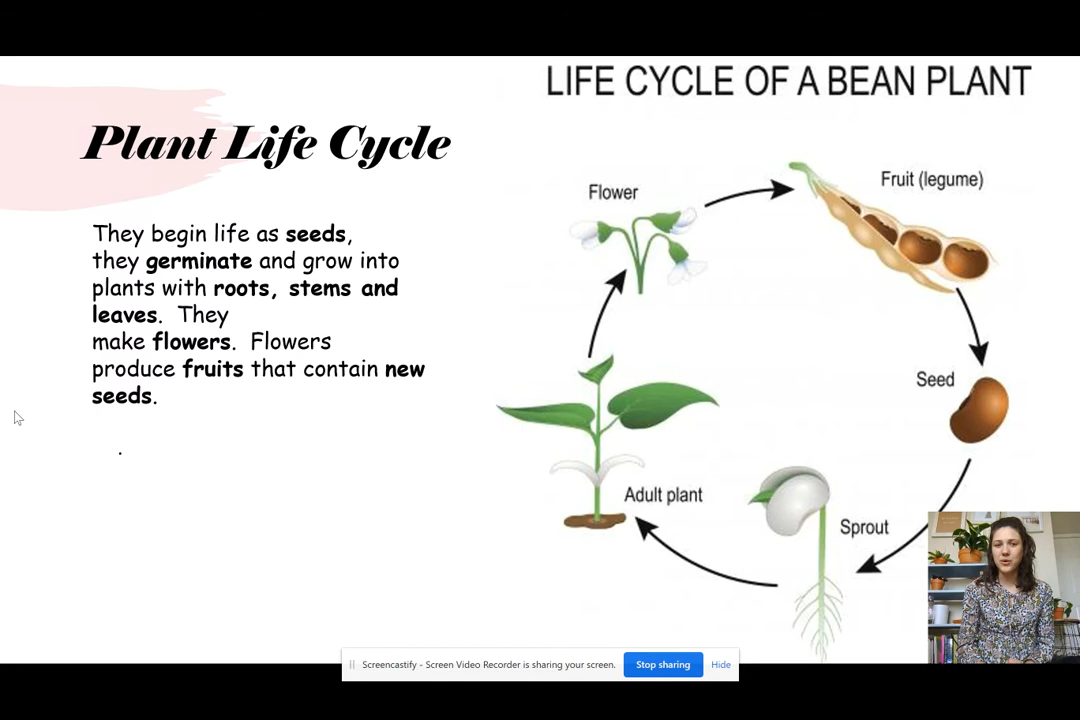 LIFE CYCLE OF A BEAN PLANT
Plant Life Cycle
They begin life as seeds,
they germinate and grow into
plants with roots, stems and
leaves. They
make flowers. Flowers
produce fruits that contain new
seeds.
.
Flower
Fruit (legume)
Seed
Adult plant
Sprout
Screencastify - Screen Video Recorder is sharing your screen.
Stop sharing
Hide